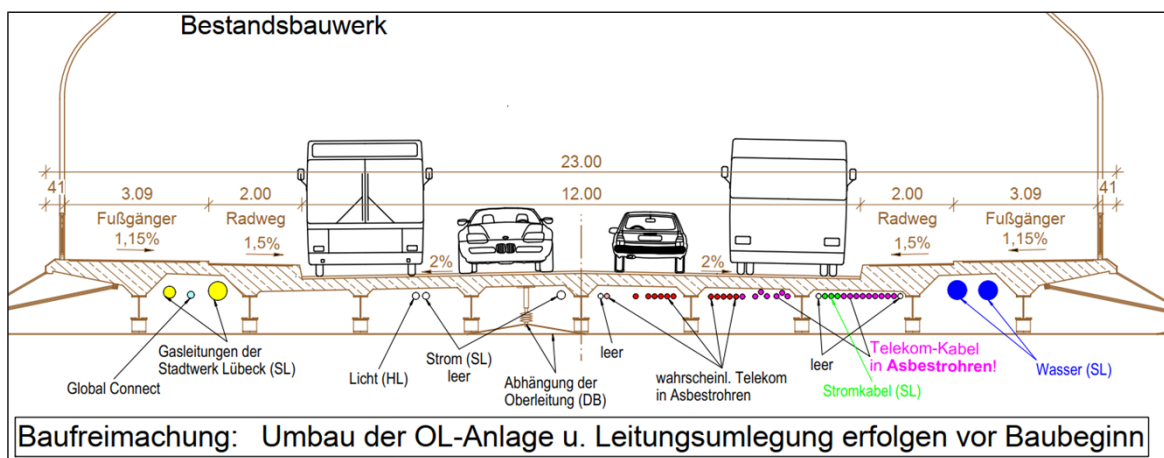 Bestandsbauwerk
23.00
41
3.09
2.00
12.00
2.00
3.09
41
Fußgänger
Radweg
Radweg
Fußgänger
1,15%
1,5%
2%
2%
1,5%
1,15%
Gasleitungen der
Stadtwerk Lübeck (SL)
Global Connect
Licht (HL)
Strom (SL)
leer
Abhängung der
Oberleitung (DB)
leer
wahrscheinl. Telekom
in Asbestrohren
leer
Telekom-Kabel
in Asbestrohren!
Stromkabel (SL)
Wasser (SL)
Baufreimachung: Umbau der OL-Anlage u. Leitungsumlegung erfolgen vor Baubeginn